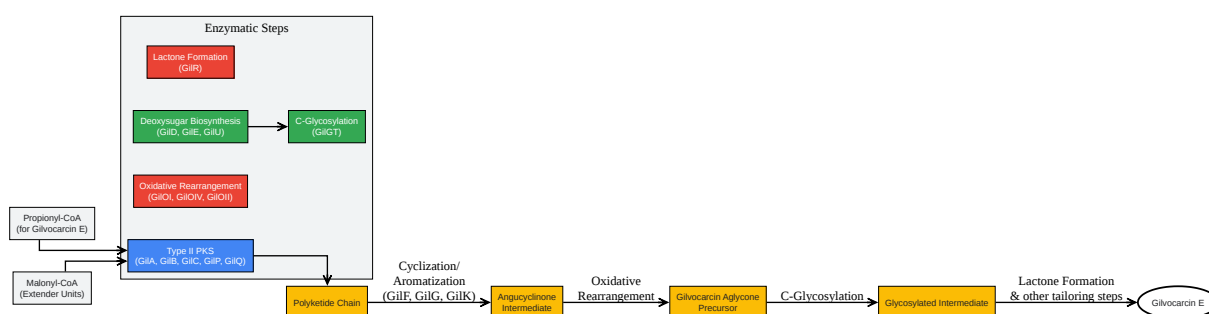 Enzymatic Steps
Lactone Formation
(GilR)
Deoxysugar Biosynthesis
(GilD, GilE, GilU)
C-Glycosylation
(GilGT)
Oxidative Rearrangement
(GilOI, GilOIV, GilOII)
Propionyl-CoA
(for Gilvocarcin E)
Type II PKS
(GilA, GilB, GilC, GilP, GilQ)
Malonyl-CoA
(Extender Units)
Polyketide Chain
Cyclization/
Aromatization
(GilF, GilG, GilK)
Angucyclinone
Intermediate
Oxidative
Rearrangement
Gilvocarcin Aglycone
Precursor
C-Glycosylation
Glycosylated Intermediate
Lactone Formation
& other tailoring steps
Gilvocarcin E